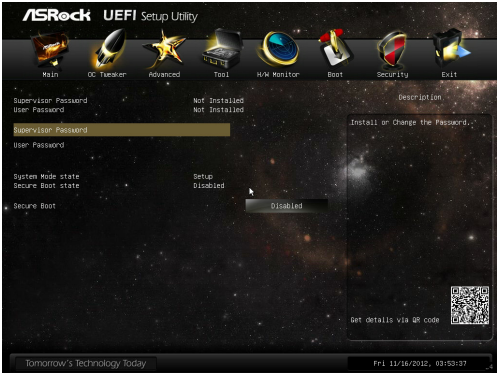 ASRock UEFI Setup Utility
Main OC Tweaker Advanced Tool H/W Monitor Boot Security Exit
Supervisor Password Not Installed
User Password Not Installed
Supervisor Password
User Password
System Mode state Setup
Secure Boot state Disabled
Secure Boot Disabled
Description
Install or Change the Password.
Get details via QR code
Tomorrow's Technology Today
Fri 11/16/2012, 03:53:37